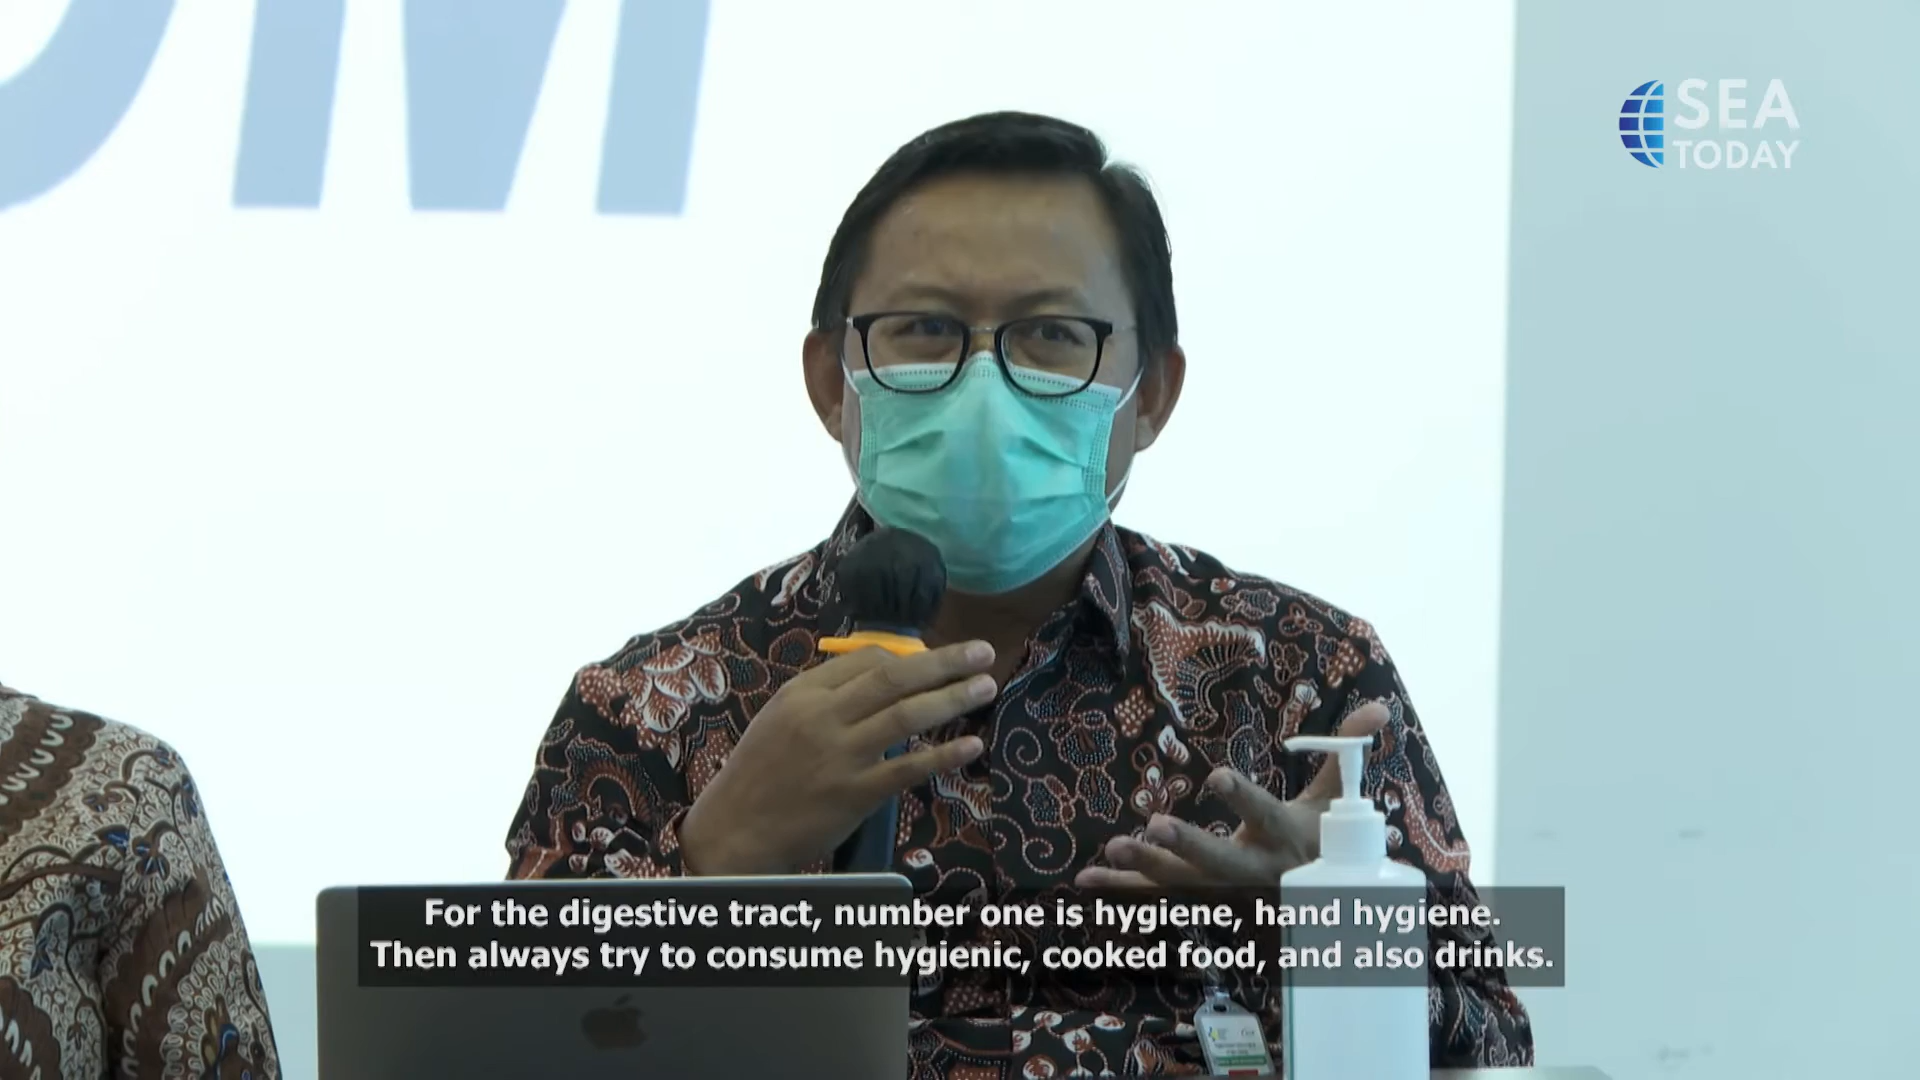 SEA
TODAY
For the digestive tract, number one is hygiene, hand hygiene.
Then always try to consume hygienic, cooked food, and also drinks.